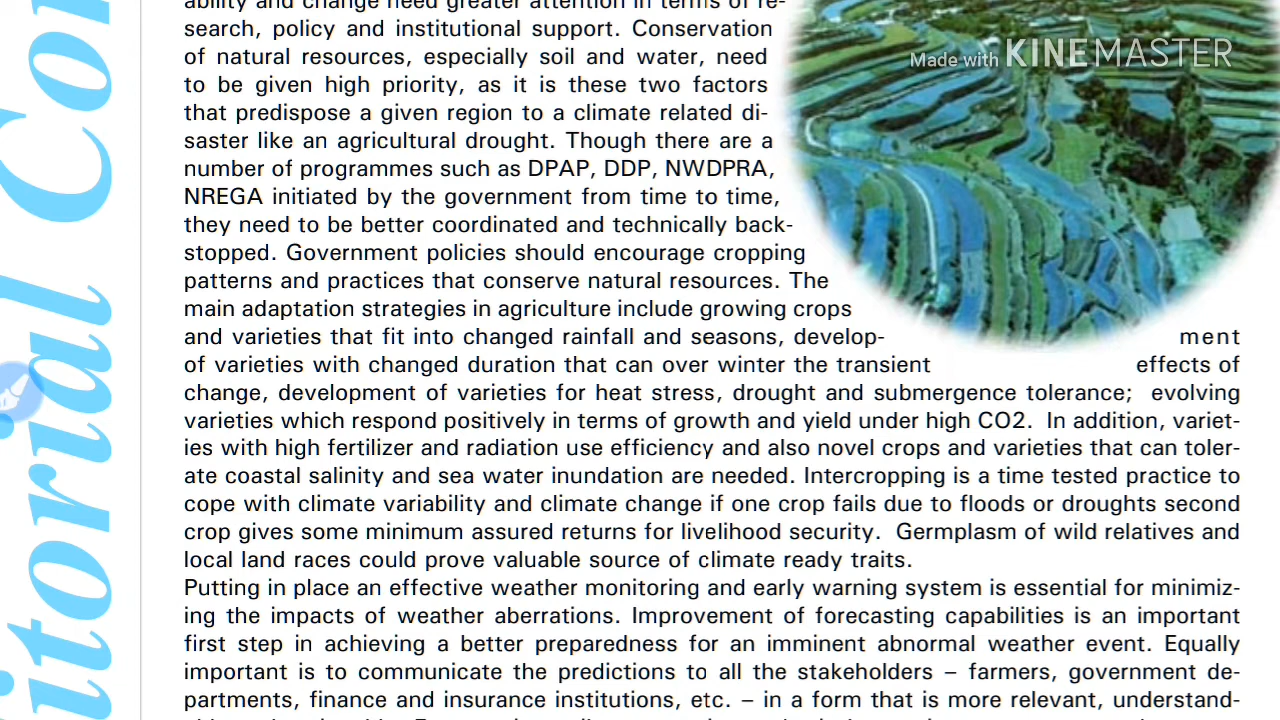 ability and change need greater attention in terms of re-
search, policy and institutional support. Conservation
of natural resources, especially soil and water, need
to be given high priority, as it is these two factors
that predispose a given region to a climate related di-
saster like an agricultural drought. Though there are a
number of programmes such as DPAP, DDP, NWDPRA,
NREGA initiated by the government from time to time,
they need to be better coordinated and technically back-
stopped. Government policies should encourage cropping
patterns and practices that conserve natural resources. The
main adaptation strategies in agriculture include growing crops
and varieties that fit into changed rainfall and seasons, develop- ment
of varieties with changed duration that can over winter the transient effects of
change, development of varieties for heat stress, drought and submergence tolerance; evolving
varieties which respond positively in terms of growth and yield under high CO2. In addition, variet-
ies with high fertilizer and radiation use efficiency and also novel crops and varieties that can toler-
ate coastal salinity and sea water inundation are needed. Intercropping is a time tested practice to
cope with climate variability and climate change if one crop fails due to floods or droughts second
crop gives some minimum assured returns for livelihood security. Germplasm of wild relatives and
local land races could prove valuable source of climate ready traits.
Putting in place an effective weather monitoring and early warning system is essential for minimiz-
ing the impacts of weather aberrations. Improvement of forecasting capabilities is an important
first step in achieving a better preparedness for an imminent abnormal weather event. Equally
important is to communicate the predictions to all the stakeholders – farmers, government de-
partments, finance and insurance institutions, etc. – in a form that is more relevant, understand-
Made with KINEMASTER
itorial Co